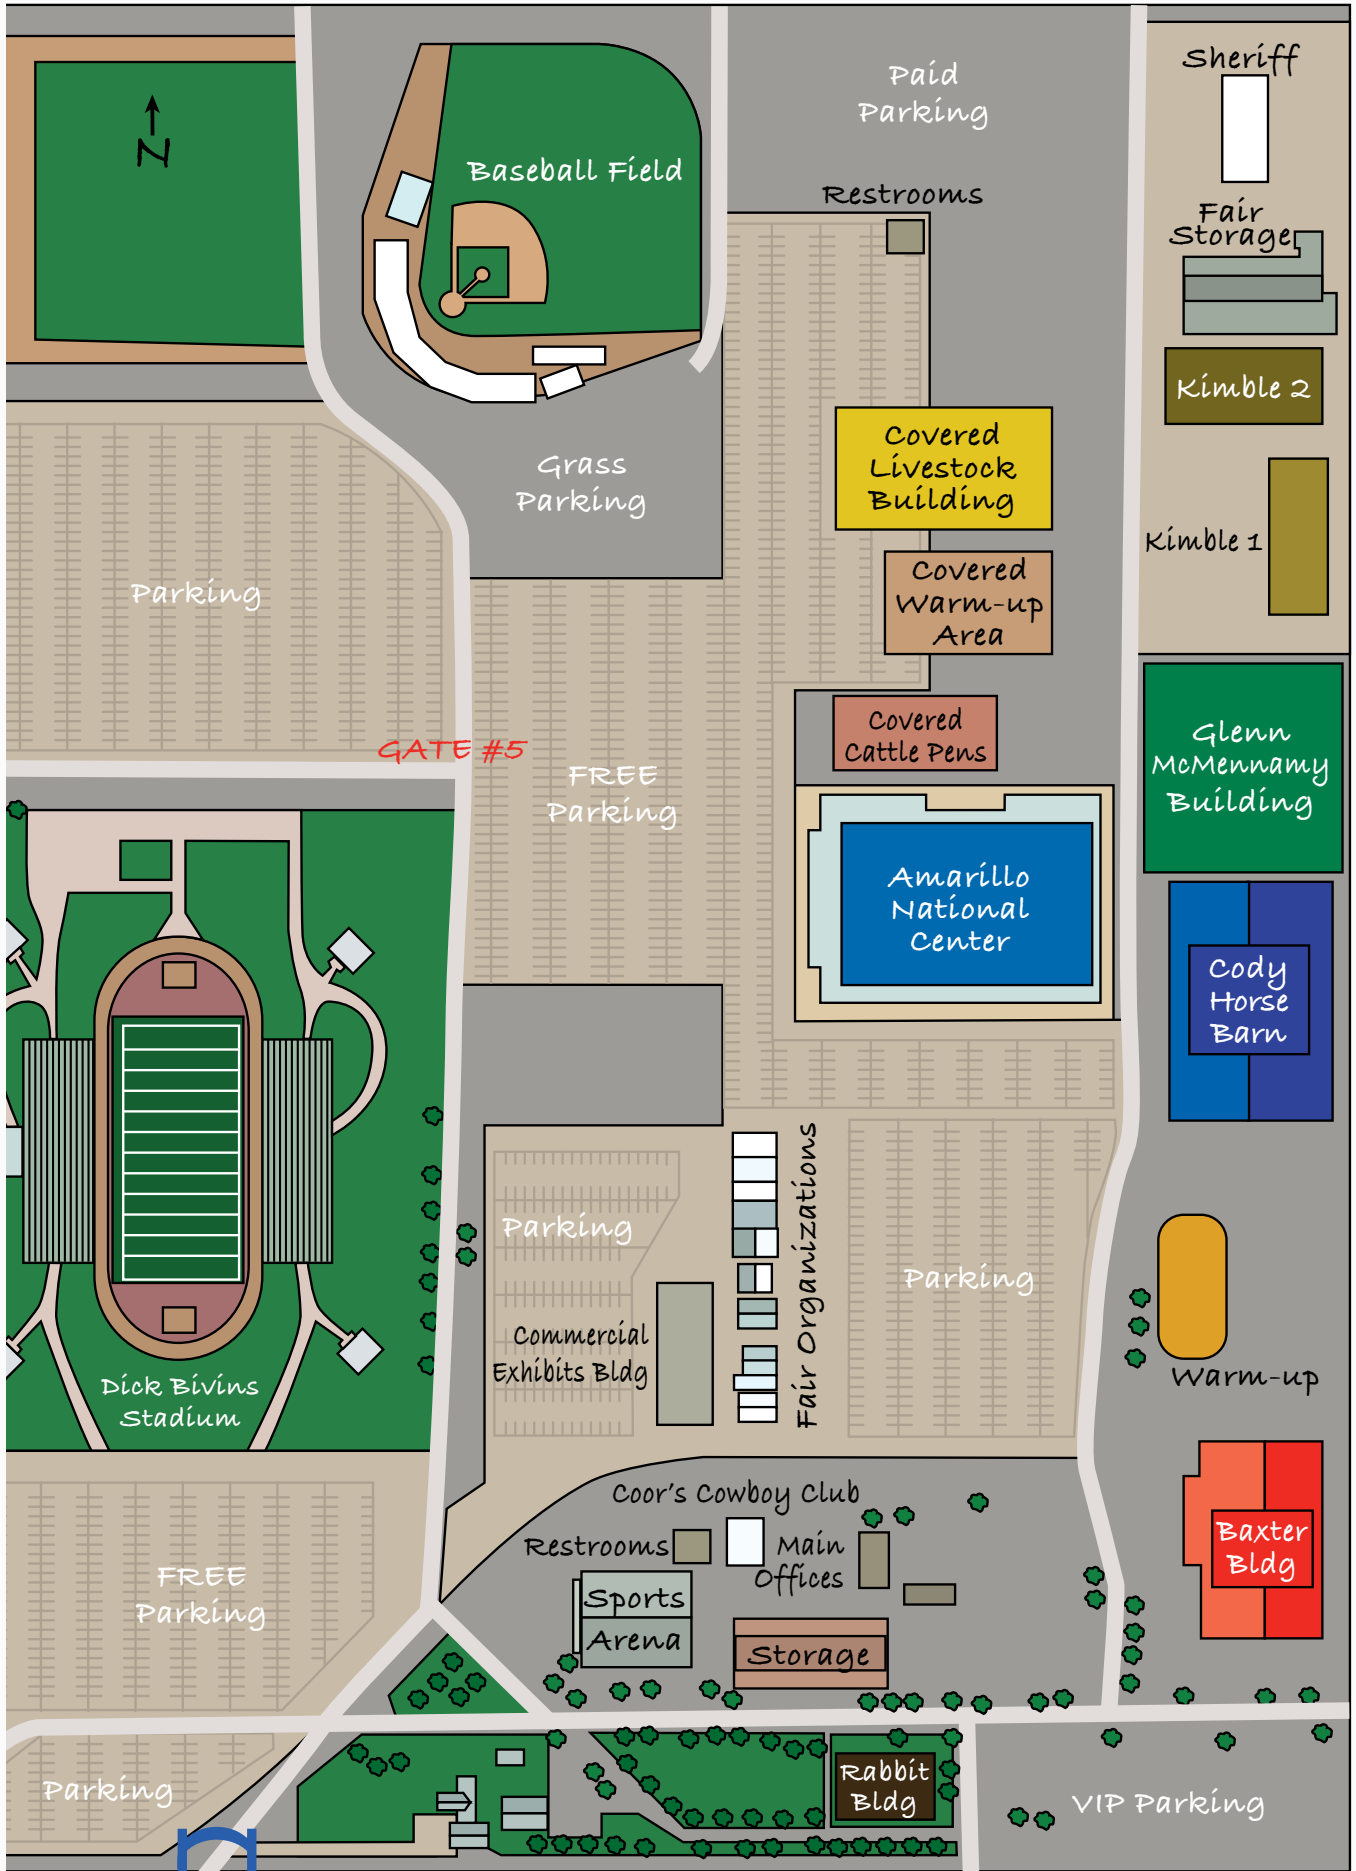 Sheriff
Paid
Parking
N
Baseball Field
Restrooms
Fair
Storage
Kimble 2
Covered
Livestock
Building
Grass
Parking
Kimble 1
Covered
Warm-up
Area
Parking
Covered
Cattle Pens
GATE #5
FREE
Parking
Glenn
McMennamy
Building
Amarillo
National
Center
Cody
Horse
Barn
Fair Organizations
Parking
Parking
Commercial
Exhibits Bldg
Dick Bivins
Stadium
Warm-up
Coor's Cowboy Club
Restrooms
Main
Offices
Baxter
Bldg
FREE
Parking
Sports
Arena
Storage
Parking
Rabbit
Bldg
VIP Parking